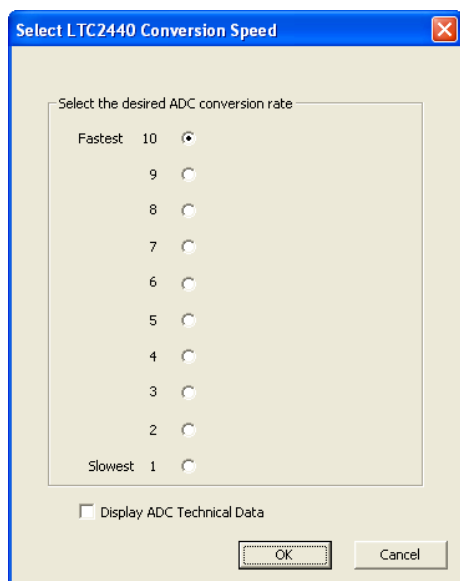 Select LTC2440 Conversion Speed
Select the desired ADC conversion rate
Fastest 10
9
8
7
6
5
4
3
2
Slowest 1
Display ADC Technical Data
OK Cancel